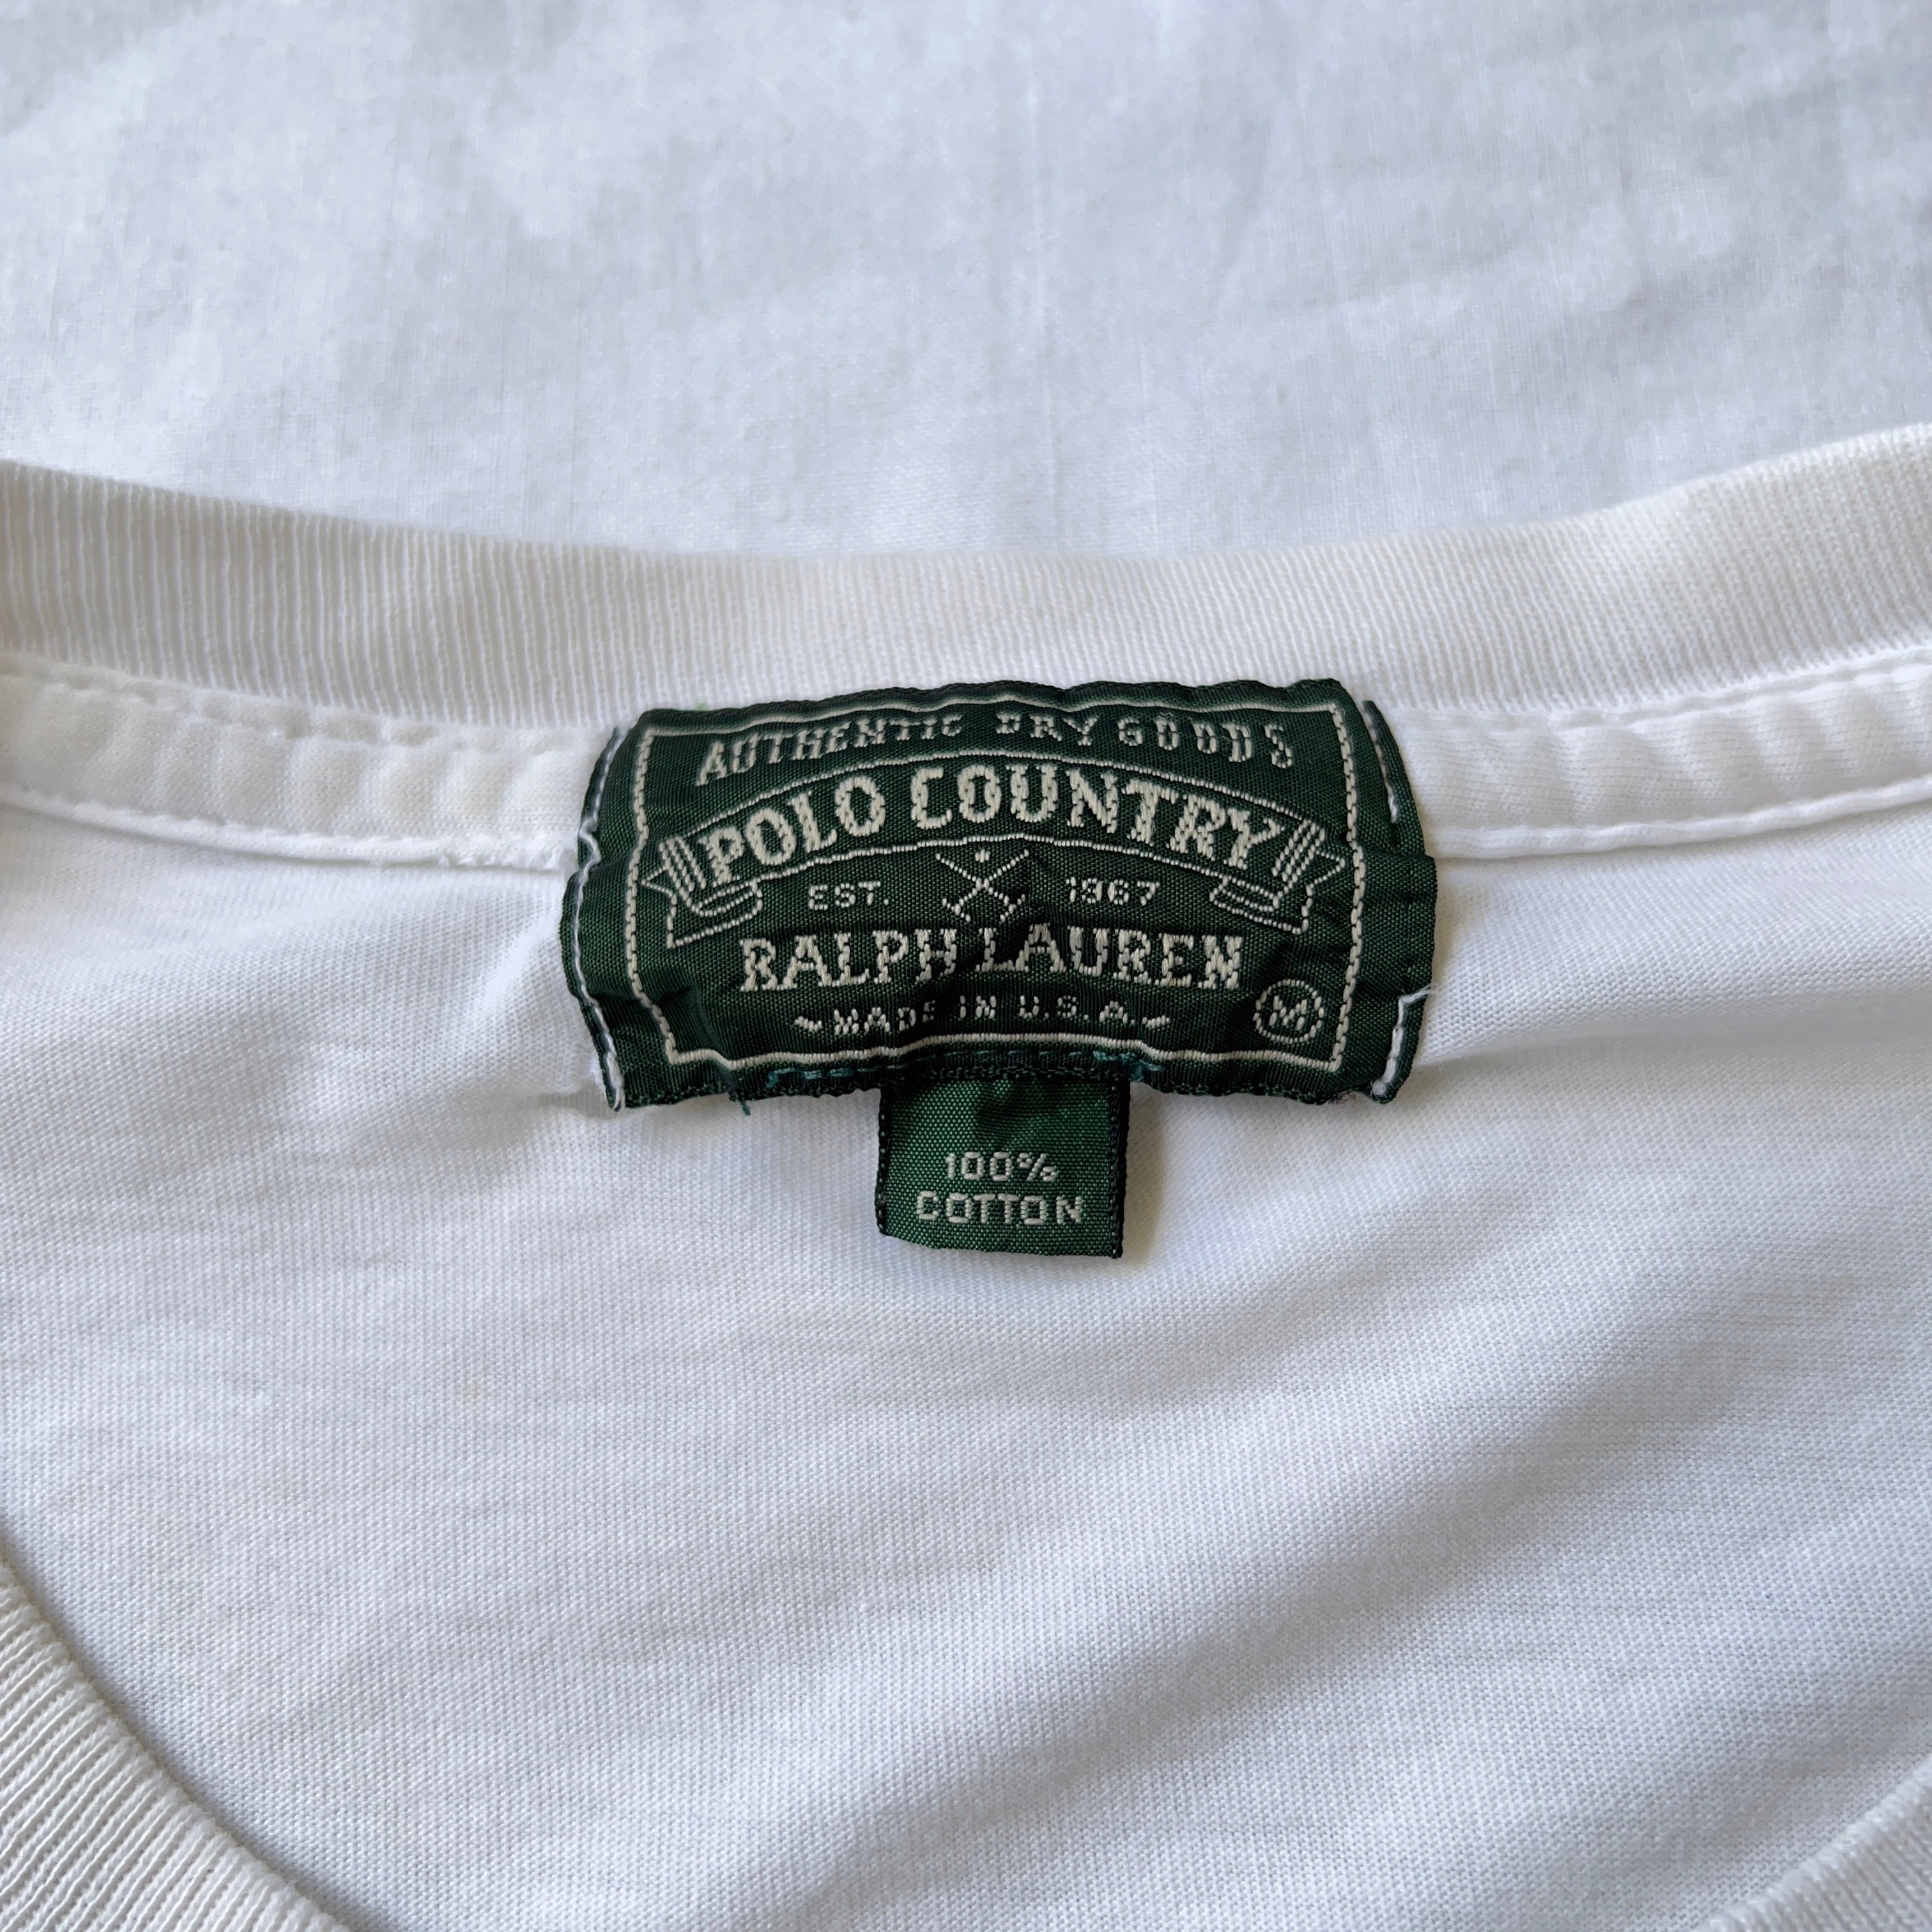 AUTHENTIC DRY GOODS
POLO COUNTRY
EST. 1967
RALPH LAUREN
MADE IN U.S.A.
M
100%
COTTON